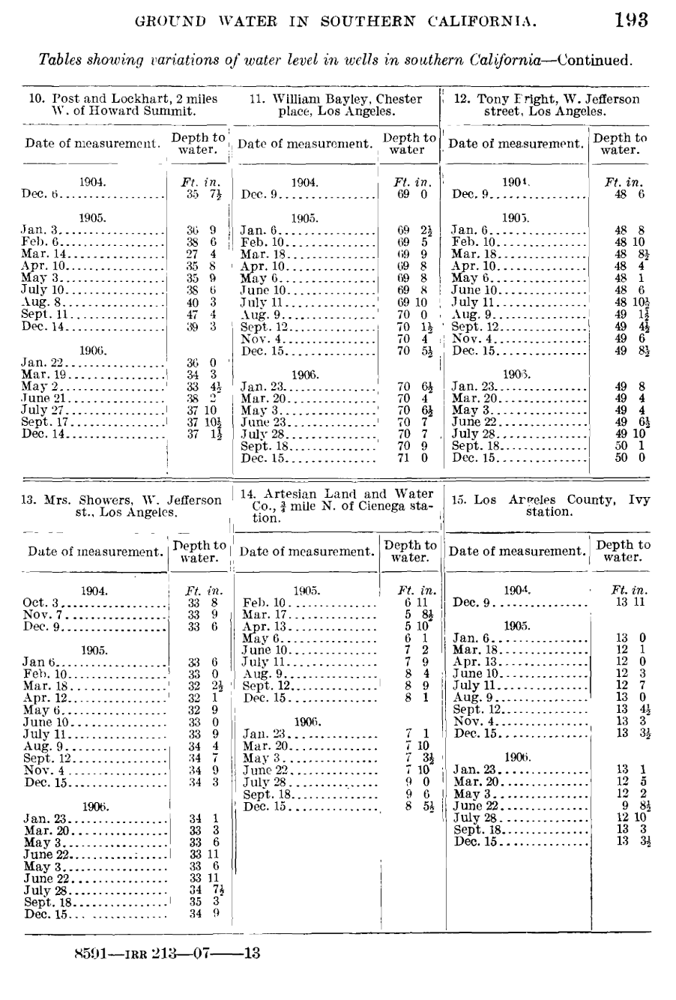 GROUND WATER IN SOUTHERN CALIFORNIA. 193
Tables showing variations of water level in wells in southern California—Continued.
10. Post and Lockhart, 2 miles
W. of Howard Summit.
Date of measurement. Depth to water.
1904. Ft. in.
Dec. 6 35 7½
1905.
Jan. 3 36 9
Feb. 6 38 6
Mar. 14 27 4
Apr. 10 35 8
May 3 35 9
July 10 38 6
Aug. 8 40 3
Sept. 11 47 4
Dec. 14 39 3
1906.
Jan. 22 36 0
Mar. 19 34 3
May 2 33 4½
June 21 38 2
July 27 37 10
Sept. 17 37 10½
Dec. 14 37 1½
11. William Bayley, Chester
place, Los Angeles.
Date of measurement. Depth to water
1904. Ft. in.
Dec. 9 69 0
1905.
Jan. 6 69 2½
Feb. 10 69 5
Mar. 18 69 9
Apr. 10 69 8
May 6 69 8
June 10 69 8
July 11 69 10
Aug. 9 70 0
Sept. 12 70 1½
Nov. 4 70 4
Dec. 15 70 5½
1906.
Jan. 23 70 6½
Mar. 20 70 4
May 3 70 6½
June 23 70 7
July 28 70 7
Sept. 18 70 9
Dec. 15 71 0
12. Tony Fright, W. Jefferson
street, Los Angeles.
Date of measurement. Depth to water.
1904. Ft. in.
Dec. 9 48 6
1905.
Jan. 6 48 8
Feb. 10 48 10
Mar. 18 48 8½
Apr. 10 48 4
May 6 48 1
June 10 48 6
July 11 48 10½
Aug. 9 49 1½
Sept. 12 49 4½
Nov. 4 49 6
Dec. 15 49 8½
1906.
Jan. 23 49 8
Mar. 20 49 4
May 3 49 4
June 22 49 6½
July 28 49 10
Sept. 18 50 1
Dec. 15 50 0
13. Mrs. Showers, W. Jefferson
st., Los Angeles.
Date of measurement. Depth to water.
1904. Ft. in.
Oct. 3 33 8
Nov. 7 33 9
Dec. 9 33 6
1905.
Jan 6 33 6
Feb. 10 33 0
Mar. 18 32 2½
Apr. 12 32 1
May 6 32 9
June 10 33 0
July 11 33 9
Aug. 9 34 4
Sept. 12 34 7
Nov. 4 34 9
Dec. 15 34 3
1906.
Jan. 23 34 1
Mar. 20 33 3
May 3 33 6
June 22 33 11
May 3 33 6
June 22 33 11
July 28 34 7½
Sept. 18 35 3
Dec. 15 34 9
14. Artesian Land and Water
Co., ¾ mile N. of Cienega sta-
tion.
Date of measurement. Depth to water.
1905. Ft. in.
Feb. 10 6 11
Mar. 17 5 8½
Apr. 13 5 10
May 6 6 1
June 10 7 2
July 11 7 9
Aug. 9 8 4
Sept. 12 8 9
Dec. 15 8 1
1906.
Jan. 23 7 1
Mar. 20 7 10
May 3 7 3½
June 22 7 10
July 28 9 0
Sept. 18 9 6
Dec. 15 8 5½
15. Los Angeles County, Ivy
station.
Date of measurement. Depth to water.
1904. Ft. in.
Dec. 9 13 11
1905.
Jan. 6 13 0
Mar. 18 12 1
Apr. 13 12 0
June 10 12 3
July 11 12 7
Aug. 9 13 0
Sept. 12 13 4½
Nov. 4 13 3
Dec. 15 13 3½
1906.
Jan. 23 13 1
Mar. 20 12 5
May 3 12 2
June 22 9 8½
July 28 12 10
Sept. 18 13 3
Dec. 15 13 3½
8591—IRR 213—07——13